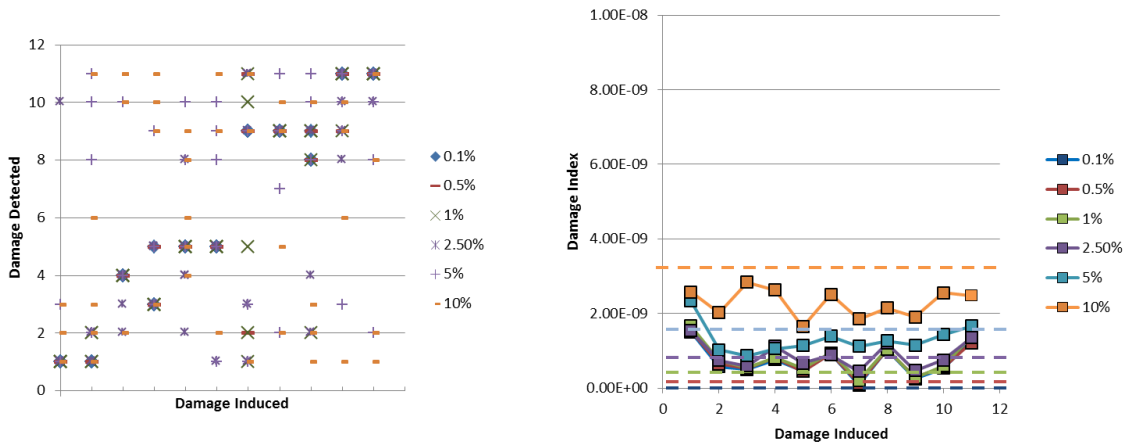 12
10
8
6
4
2
0
Damage Detected
Damage Induced
0.1%
0.5%
1%
2.50%
5%
10%
1.00E-08
8.00E-09
6.00E-09
4.00E-09
2.00E-09
0.00E+00
Damage Index
0 2 4 6 8 10 12
Damage Induced
0.1%
0.5%
1%
2.50%
5%
10%